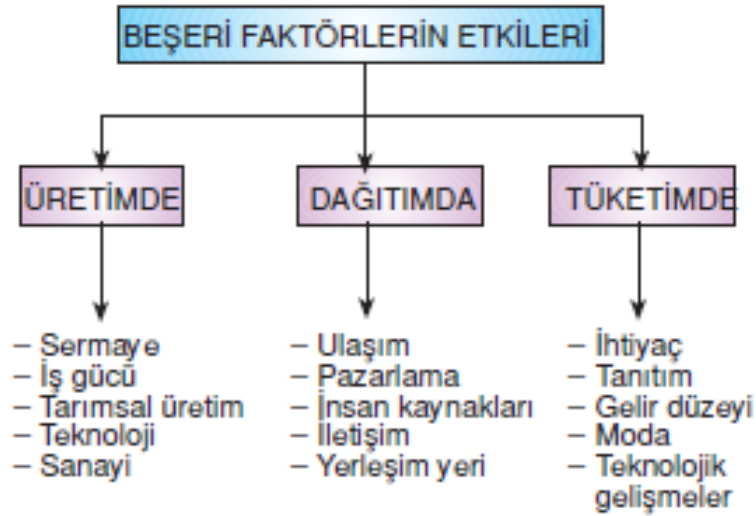 BEŞERİ FAKTÖRLERİN ETKİLERİ
ÜRETİMDE
– Sermaye
– İş gücü
– Tarımsal üretim
– Teknoloji
– Sanayi
DAĞITIMDA
– Ulaşım
– Pazarlama
– İnsan kaynakları
– İletişim
– Yerleşim yeri
TÜKETİMDE
– İhtiyaç
– Tanıtım
– Gelir düzeyi
– Moda
– Teknolojik
gelişmeler